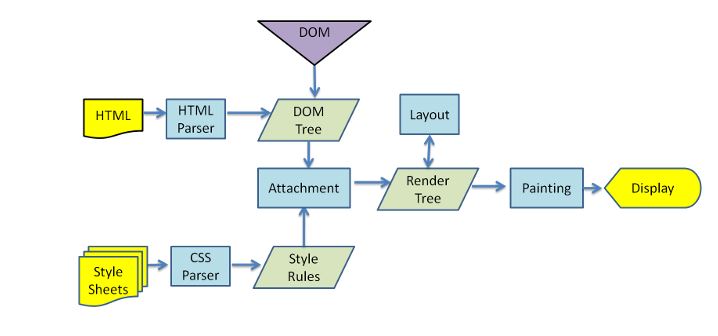 DOM
HTML
HTML
Parser
DOM
Tree
Layout
Attachment
Render
Tree
Painting
Display
Style
Sheets
CSS
Parser
Style
Rules